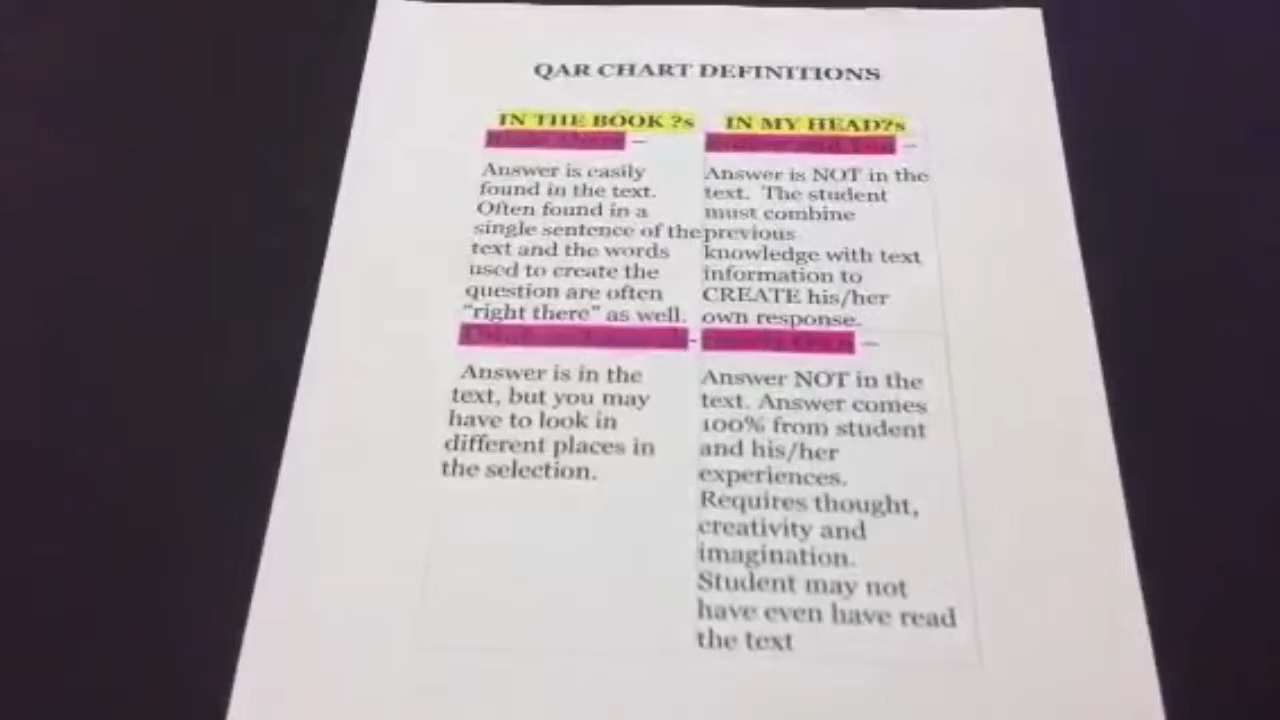 QAR CHART DEFINITIONS
IN THE BOOK ?s
Right There –
Answer is easily
found in the text.
Often found in a
single sentence of the
text and the words
used to create the
question are often
"right there" as well.
-
Answer is in the
text, but you may
have to look in
different places in
the selection.
IN MY HEAD?s
Author and You –
Answer is NOT in the
text. The student
must combine
previous
knowledge with text
information to
CREATE his/her
own response.
–
Answer NOT in the
text. Answer comes
100% from student
and his/her
experiences.
Requires thought,
creativity and
imagination.
Student may not
have even have read
the text